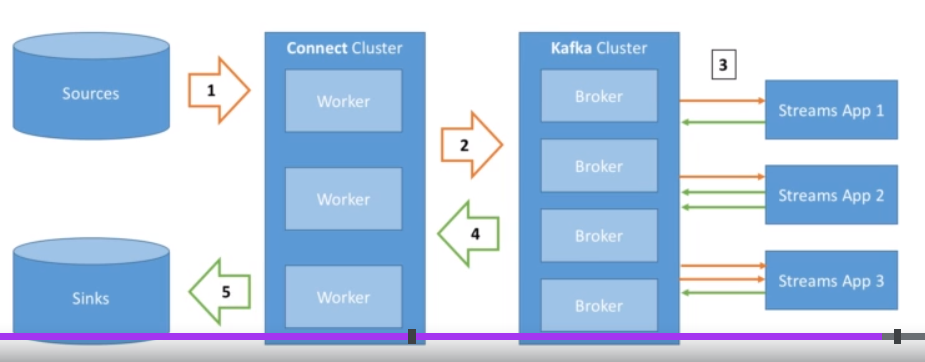 Sources
1
Connect Cluster
Worker
Worker
Worker
2
4
5
Sinks
Kafka Cluster
Broker
Broker
Broker
Broker
3
Streams App 1
Streams App 2
Streams App 3